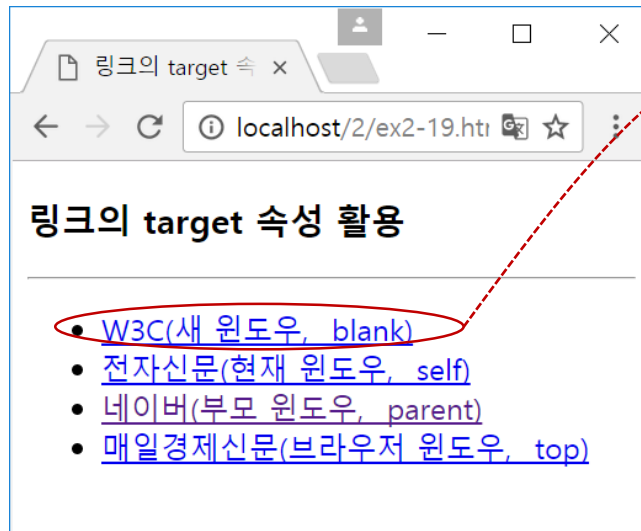 링크의 target 속
localhost/2/ex2-19.htm
링크의 target 속성 활용
W3C(새 윈도우, _blank)
전자신문(현재 윈도우, _self)
네이버(부모 윈도우, _parent)
매일경제신문(브라우저 윈도우, _top)